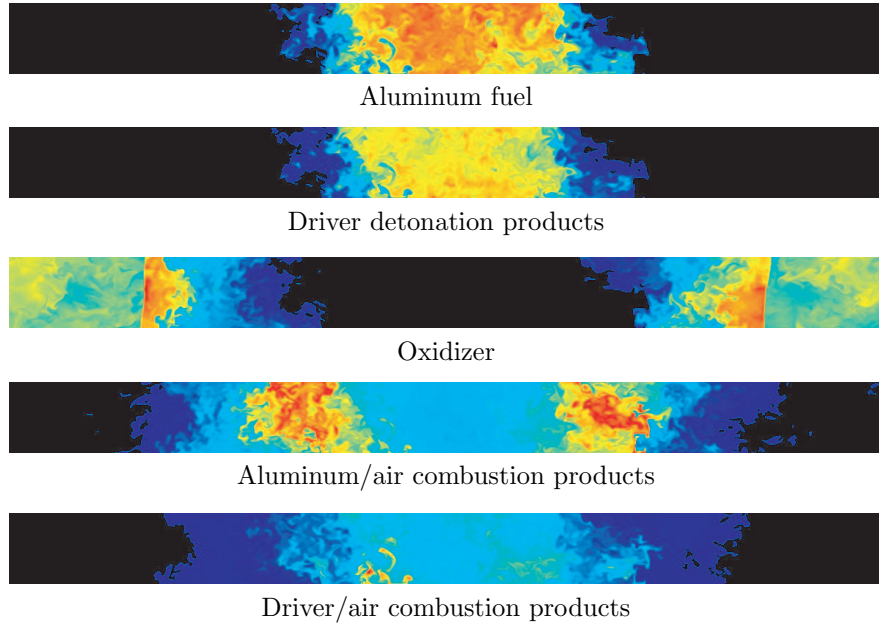 Aluminum fuel
Driver detonation products
Oxidizer
Aluminum/air combustion products
Driver/air combustion products